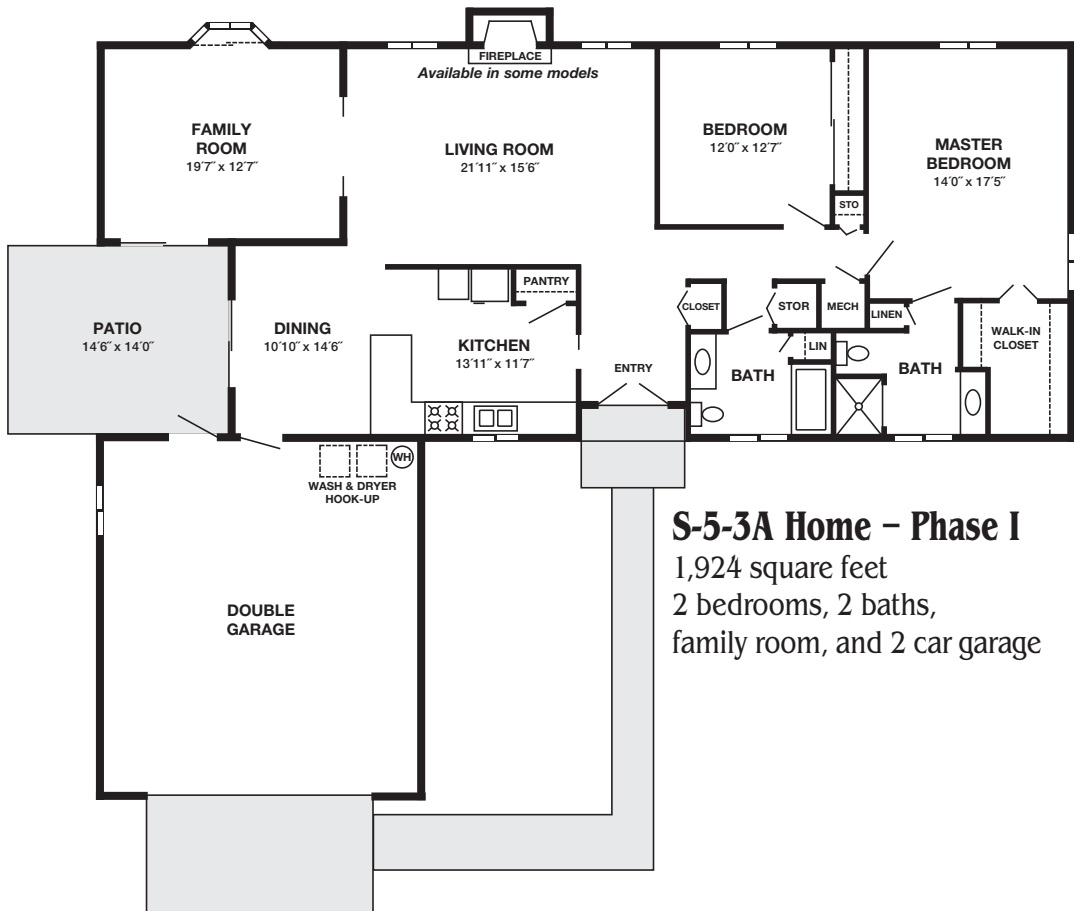 FIREPLACE
Available in some models
FAMILY
ROOM
19'7" x 12'7"
LIVING ROOM
21'11" x 15'6"
BEDROOM
12'0" x 12'7"
MASTER
BEDROOM
14'0" x 17'5"
STO
PATIO
14'6" x 14'0"
DINING
10'10" x 14'6"
PANTRY
KITCHEN
13'11" x 11'7"
ENTRY
CLOSET
STOR
MECH
LINEN
LIN
BATH
BATH
WALK-IN
CLOSET
WH
WASH & DRYER
HOOK-UP
DOUBLE
GARAGE
S-5-3A Home – Phase I
1,924 square feet
2 bedrooms, 2 baths,
family room, and 2 car garage